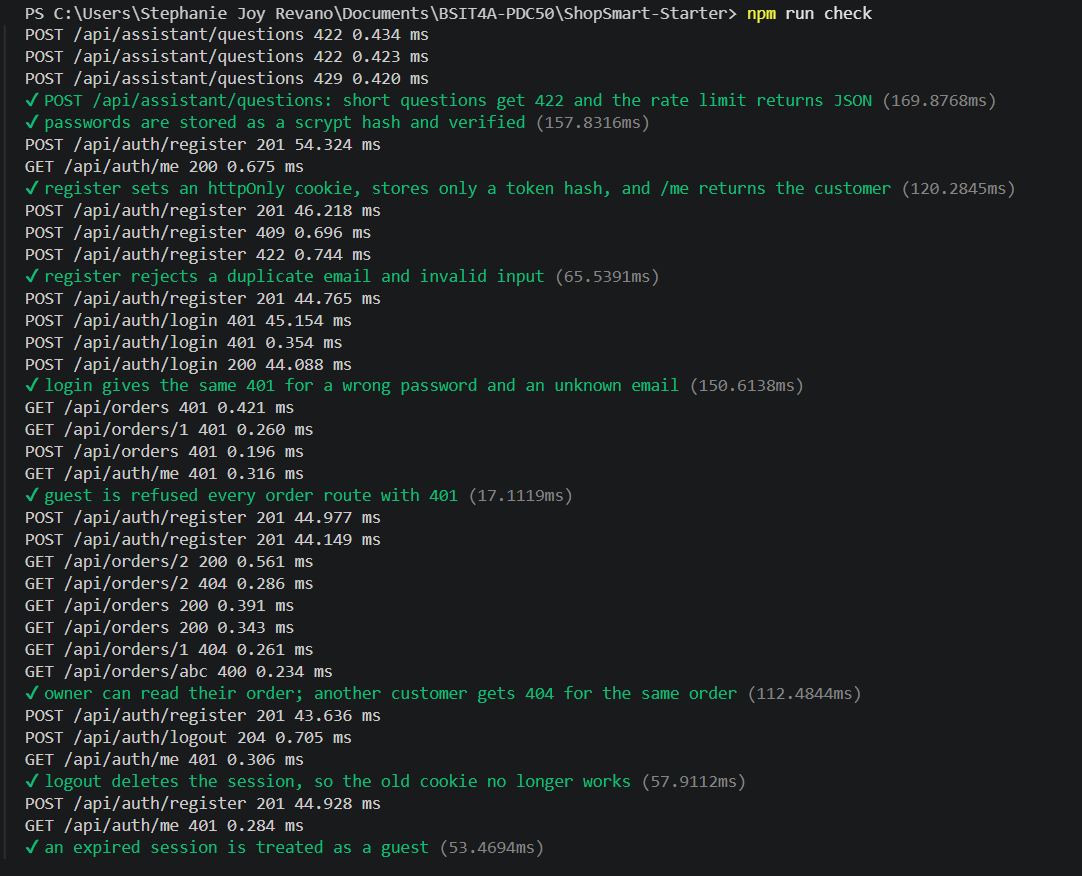 PS C:\Users\Stephanie Joy Revano\Documents\BSIT4A-PDC50\ShopSmart-Starter> npm run check
POST /api/assistant/questions 422 0.434 ms
POST /api/assistant/questions 422 0.423 ms
POST /api/assistant/questions 429 0.420 ms
✓ POST /api/assistant/questions: short questions get 422 and the rate limit returns JSON (169.8768ms)
✓ passwords are stored as a scrypt hash and verified (157.8316ms)
POST /api/auth/register 201 54.324 ms
GET /api/auth/me 200 0.675 ms
✓ register sets an httpOnly cookie, stores only a token hash, and /me returns the customer (120.2845ms)
POST /api/auth/register 201 46.218 ms
POST /api/auth/register 409 0.696 ms
POST /api/auth/register 422 0.744 ms
✓ register rejects a duplicate email and invalid input (65.5391ms)
POST /api/auth/register 201 44.765 ms
POST /api/auth/login 401 45.154 ms
POST /api/auth/login 401 0.354 ms
POST /api/auth/login 200 44.088 ms
✓ login gives the same 401 for a wrong password and an unknown email (150.6138ms)
GET /api/orders 401 0.421 ms
GET /api/orders/1 401 0.260 ms
POST /api/orders 401 0.196 ms
GET /api/auth/me 401 0.316 ms
✓ guest is refused every order route with 401 (17.1119ms)
POST /api/auth/register 201 44.977 ms
POST /api/auth/register 201 44.149 ms
GET /api/orders/2 200 0.561 ms
GET /api/orders/2 404 0.286 ms
GET /api/orders 200 0.391 ms
GET /api/orders 200 0.343 ms
GET /api/orders/1 404 0.261 ms
GET /api/orders/abc 400 0.234 ms
✓ owner can read their order; another customer gets 404 for the same order (112.4844ms)
POST /api/auth/register 201 43.636 ms
POST /api/auth/logout 204 0.705 ms
GET /api/auth/me 401 0.306 ms
✓ logout deletes the session, so the old cookie no longer works (57.9112ms)
POST /api/auth/register 201 44.928 ms
GET /api/auth/me 401 0.284 ms
✓ an expired session is treated as a guest (53.4694ms)